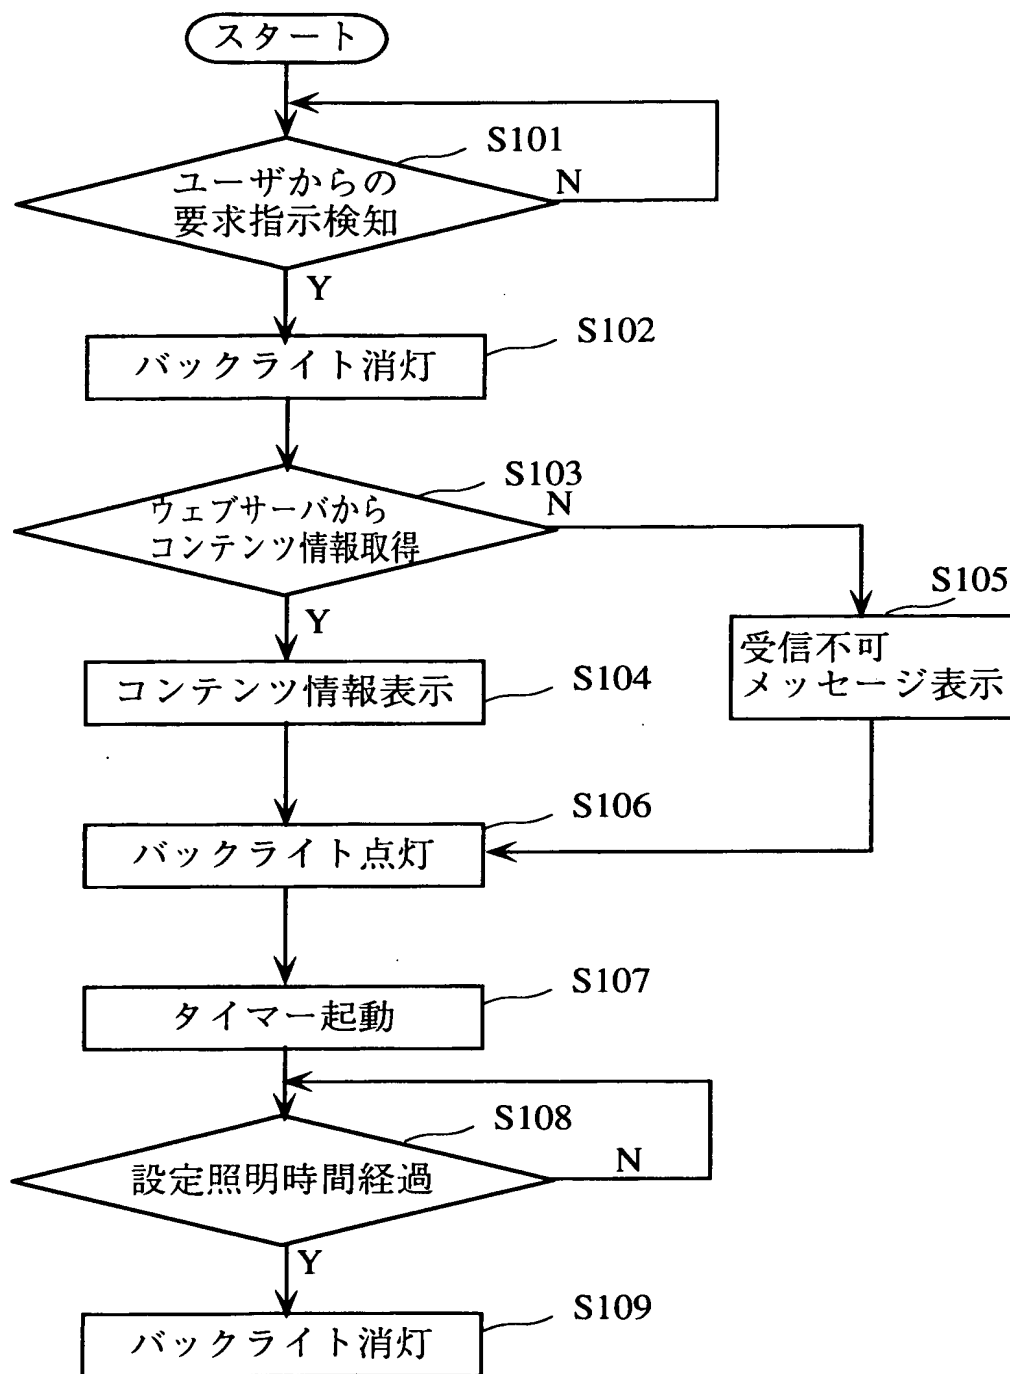 スタート
S101
ユーザからの
要求指示検知
N
Y
S102
バックライト消灯
S103
ウェブサーバから
コンテンツ情報取得
N
Y
S105
受信不可
メッセージ表示
S104
コンテンツ情報表示
S106
バックライト点灯
S107
タイマー起動
S108
設定照明時間経過
N
Y
S109
バックライト消灯